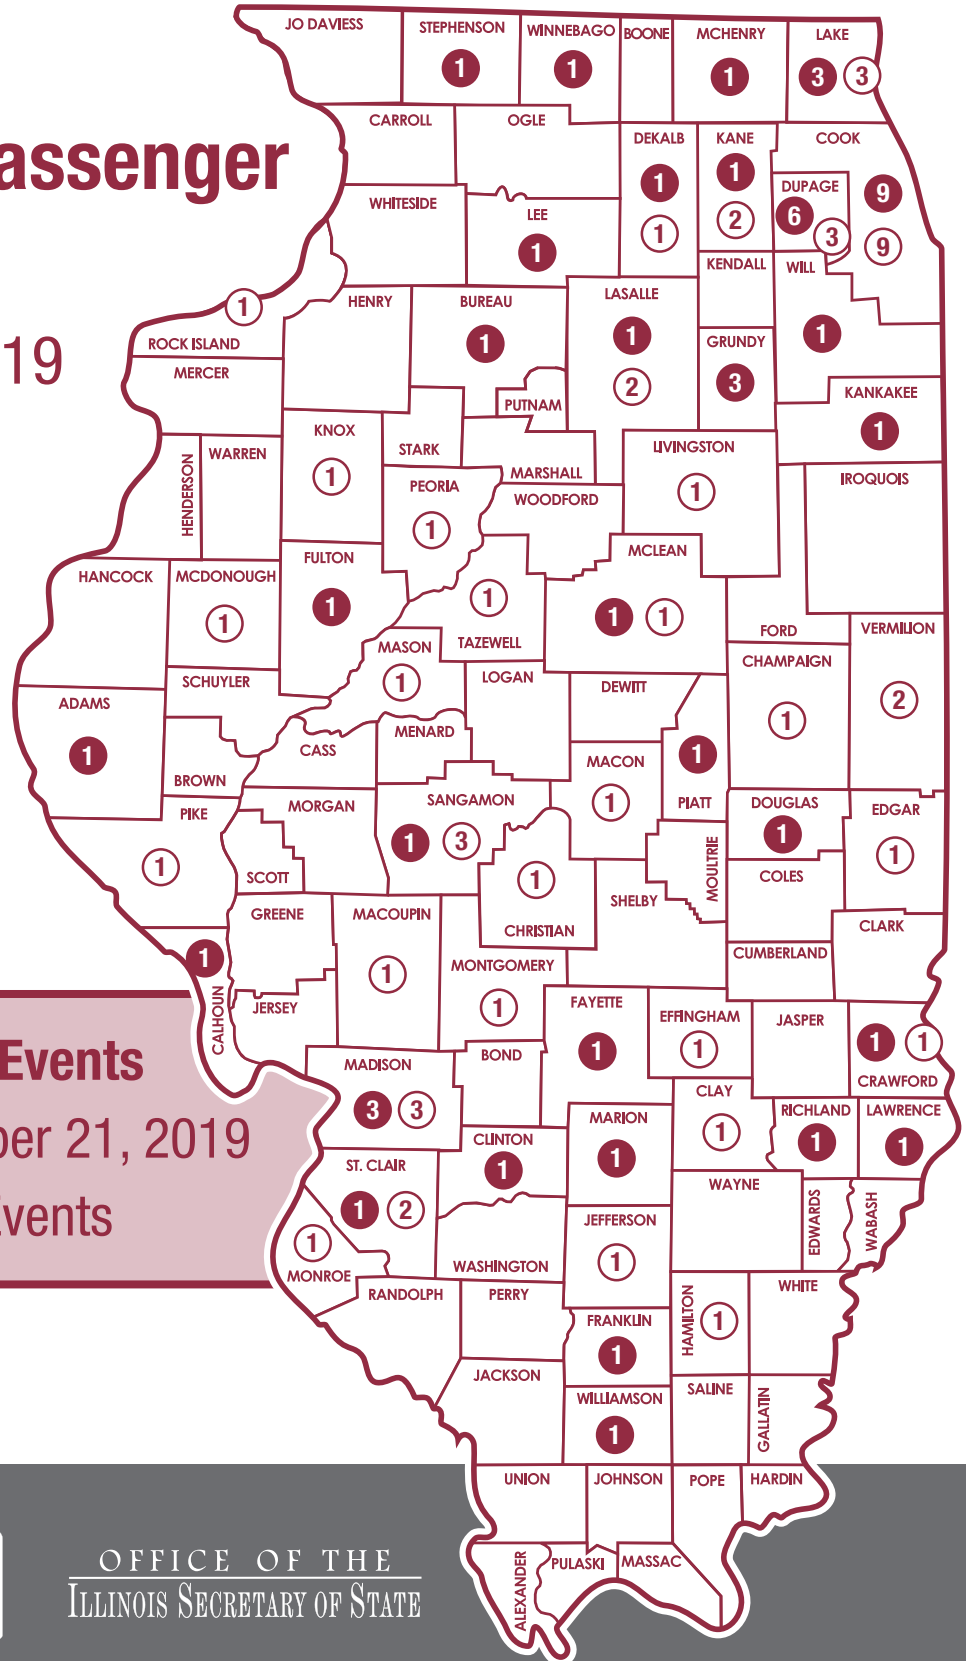 JO DAVIESS
STEPHENSON
1
WINNEBAGO
1
BOONE
MCHENRY
1
LAKE
3
3
CARROLL
OGLE
DEKALB
1
1
KANE
1
2
COOK
9
9
DUPAGE
6
3
assenger
WHITESIDE
LEE
1
KENDALL
WILL
1
1
ROCK ISLAND
HENRY
BUREAU
1
LASALLE
1
2
GRUNDY
3
19
MERCER
PUTNAM
KANKAKEE
1
KNOX
1
STARK
MARSHALL
LIVINGSTON
1
HENDERSON
WARREN
PEORIA
1
WOODFORD
IROQUOIS
HANCOCK
MCDONOUGH
1
FULTON
1
1
TAZEWELL
MCLEAN
1
1
FORD
VERMILION
2
MASON
1
SCHUYLER
LOGAN
DEWITT
CHAMPAIGN
1
ADAMS
1
CASS
MENARD
MACON
1
1
PIATT
BROWN
PIKE
1
MORGAN
SANGAMON
1
3
DOUGLAS
1
EDGAR
1
SCOTT
1
CHRISTIAN
SHELBY
MOULTRIE
COLES
GREENE
MACOUPIN
1
CLARK
CUMBERLAND
1
CALHOUN
JERSEY
MONTGOMERY
1
FAYETTE
1
EFFINGHAM
1
JASPER
1
1
CRAWFORD
Events
MADISON
3
3
BOND
CLAY
1
RICHLAND
1
LAWRENCE
1
ber 21, 2019
ST. CLAIR
1
2
CLINTON
1
MARION
1
WAYNE
EDWARDS
WABASH
Events
1
MONROE
WASHINGTON
JEFFERSON
1
RANDOLPH
PERRY
HAMILTON
1
WHITE
FRANKLIN
1
JACKSON
WILLIAMSON
1
SALINE
GALLATIN
UNION
JOHNSON
POPE
HARDIN
ALEXANDER
PULASKI
MASSAC
OFFICE OF THE
ILLINOIS SECRETARY OF STATE